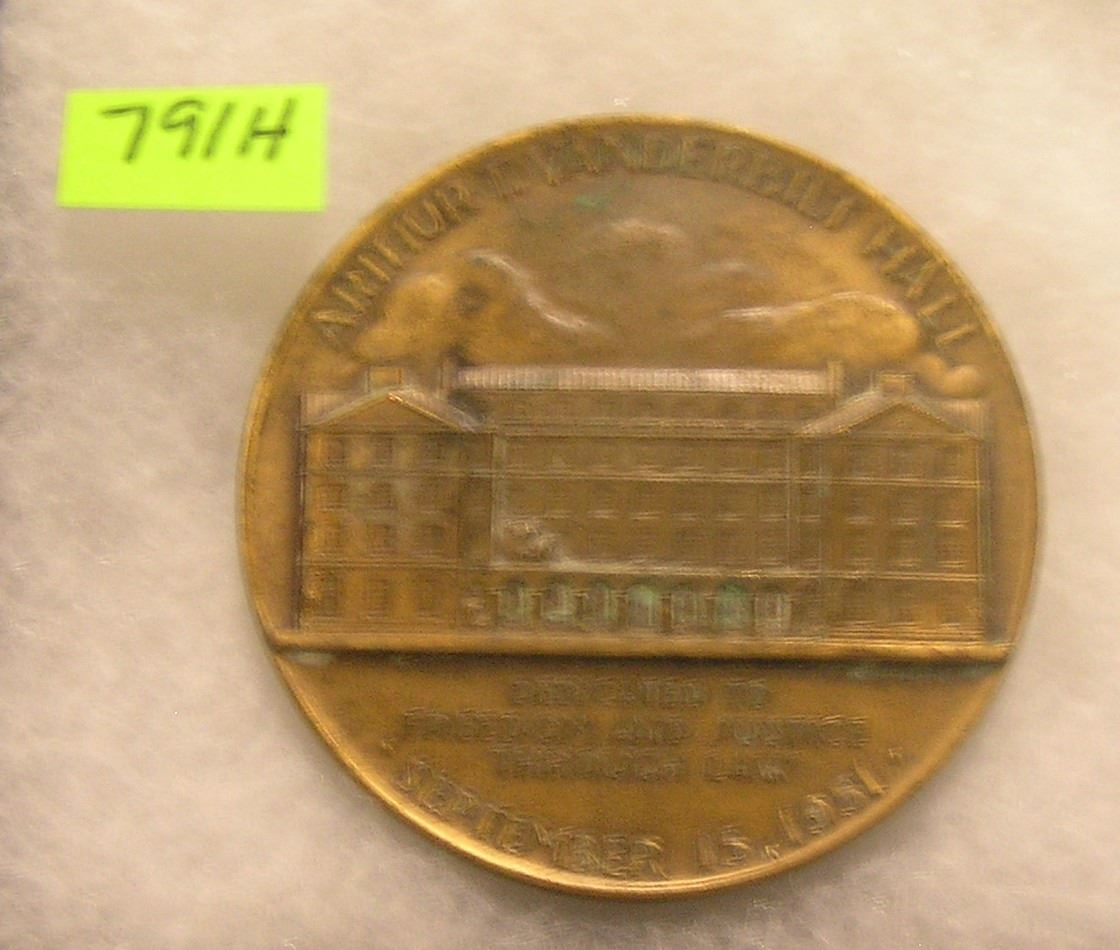 791H
ARTHUR T. VANDERBILT HALL
DEDICATED TO
FREEDOM AND JUSTICE
THROUGH LAW
SEPTEMBER 15, 1951